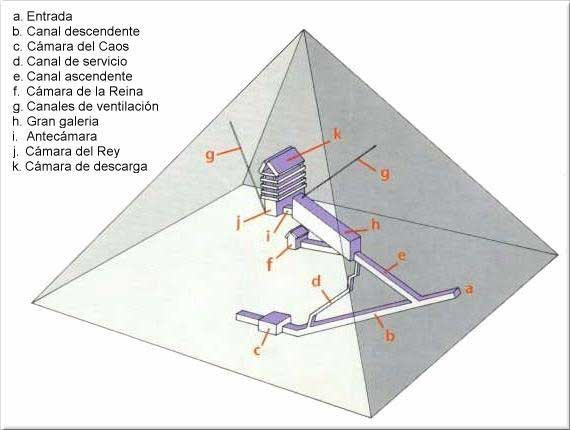 a. Entrada
b. Canal descendente
c. Cámara del Caos
d. Canal de servicio
e. Canal ascendente
f. Cámara de la Reina
g. Canales de ventilación
h. Gran galeria
i. Antecámara
j. Cámara del Rey
k. Cámara de descarga
k
g
g
j
i
h
f
e
d
a
b
c